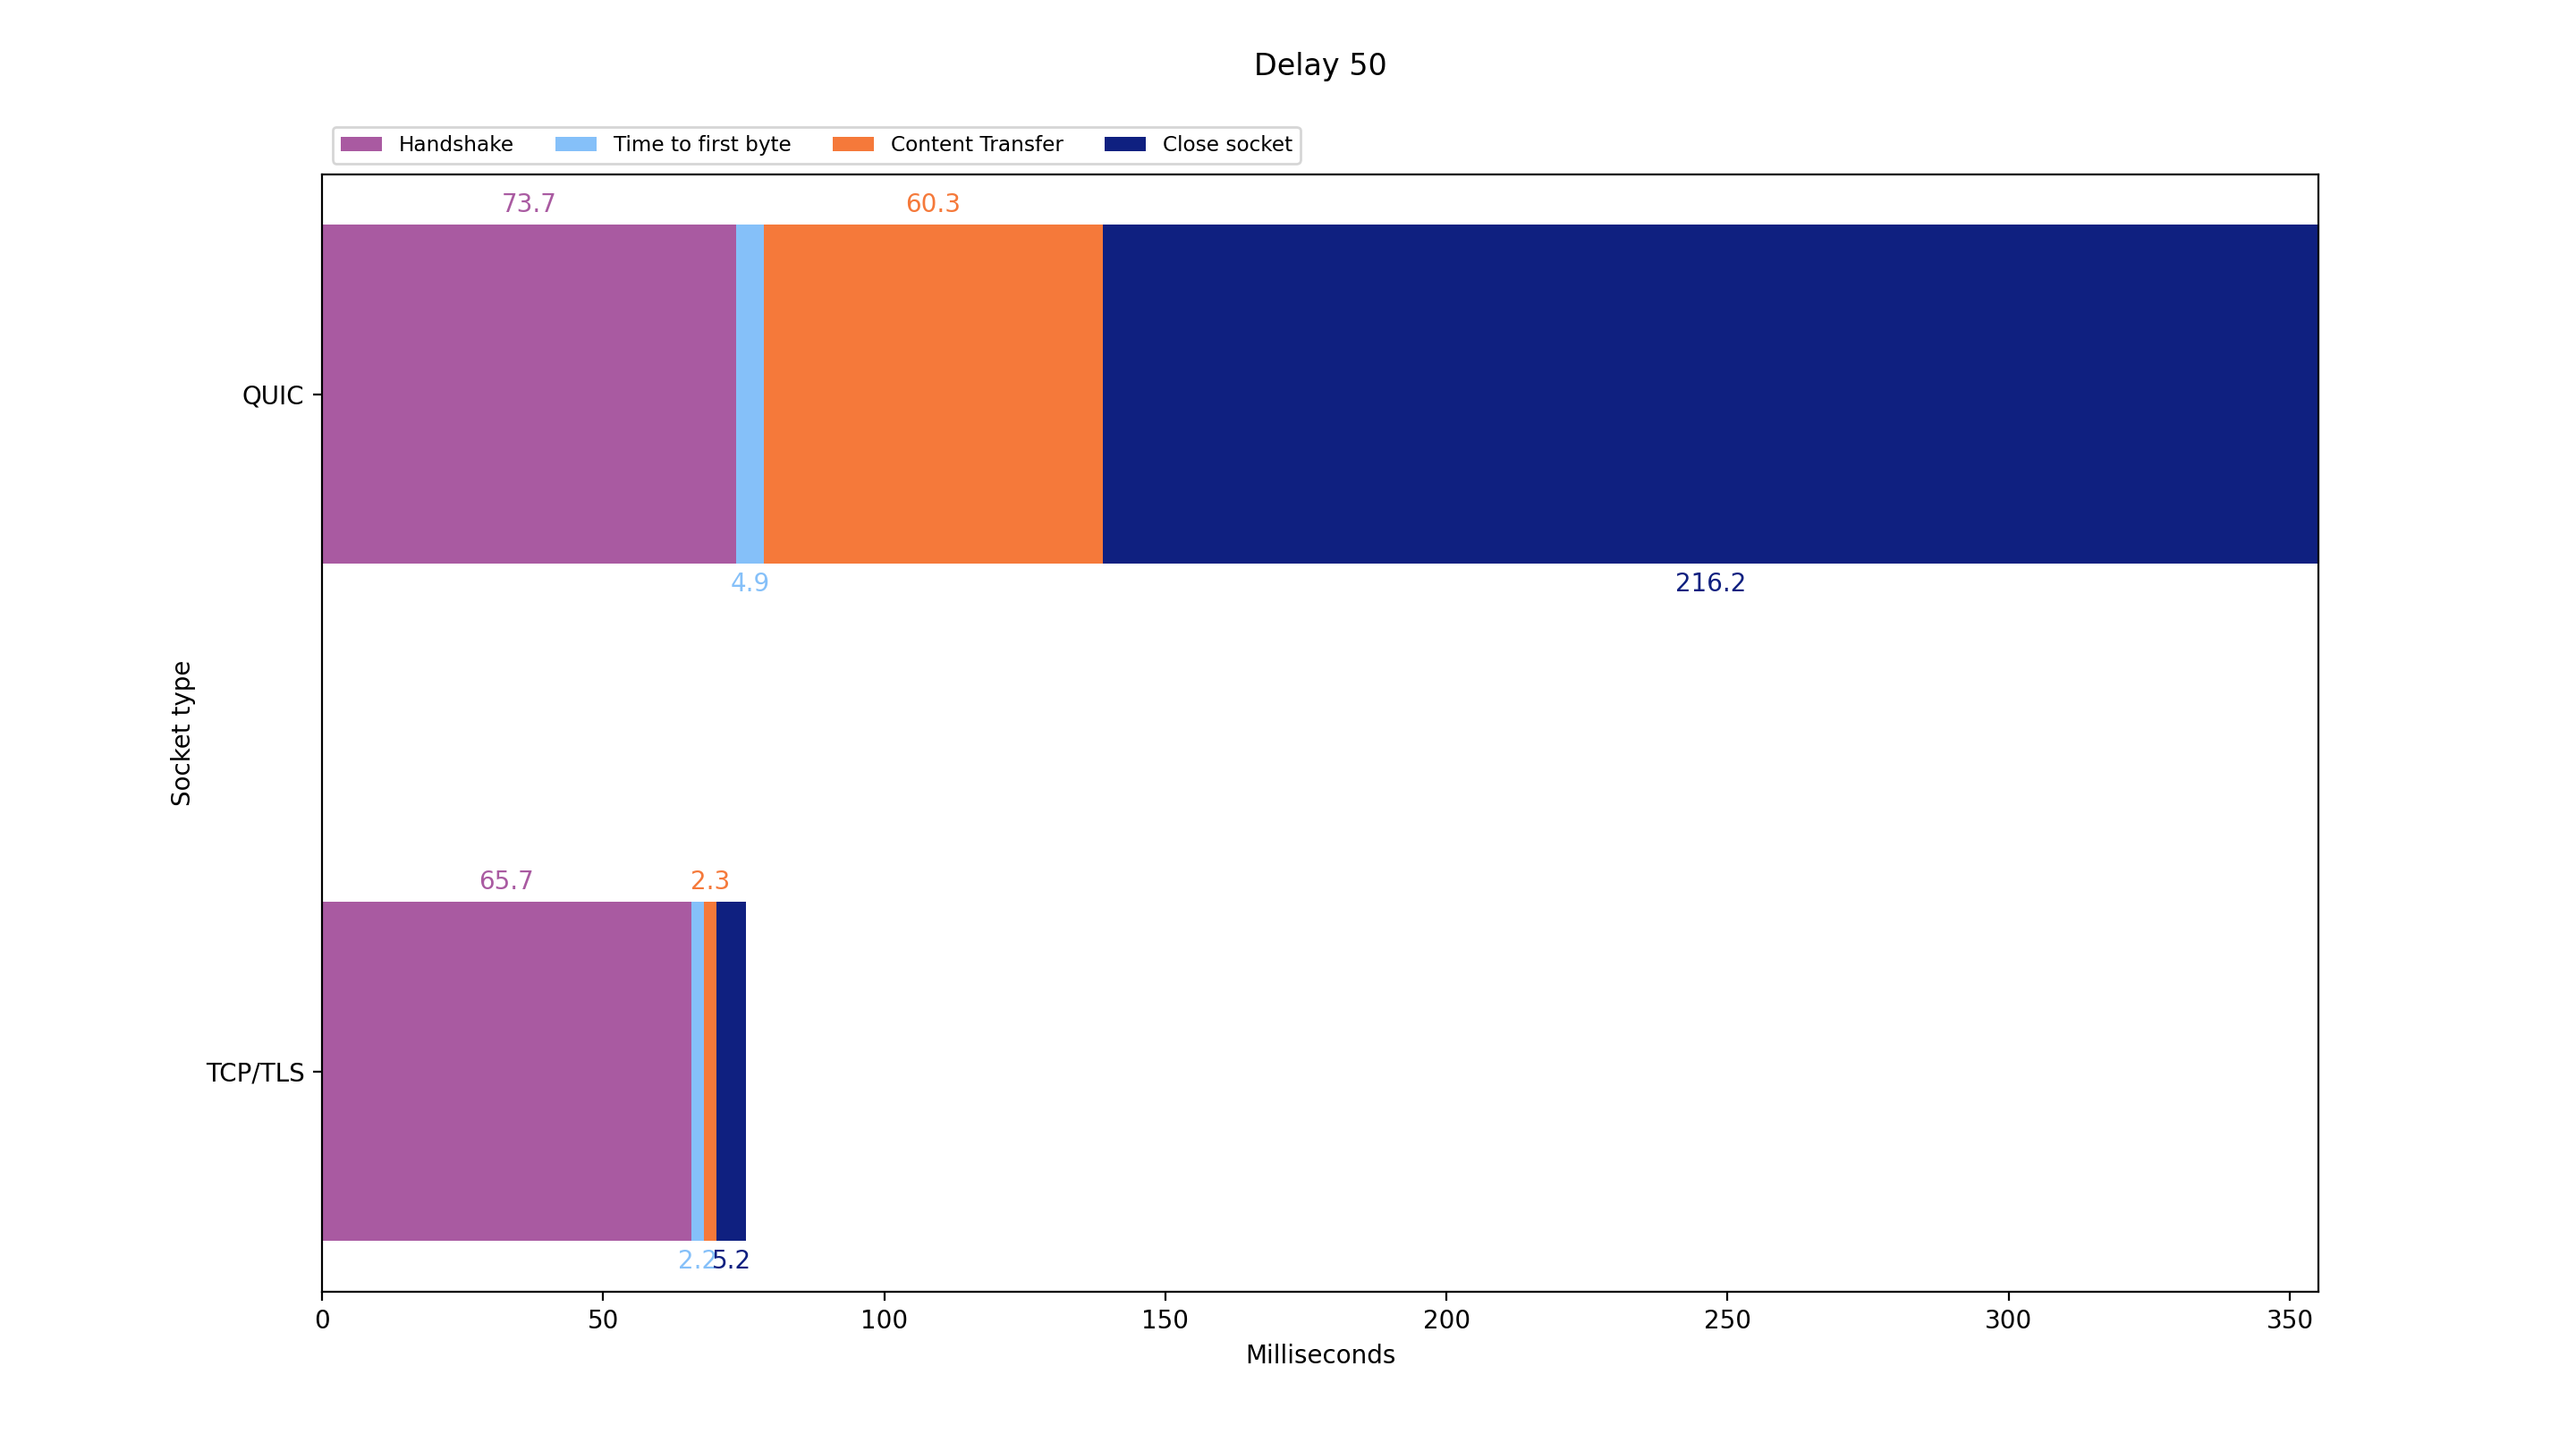 Delay 50
Handshake Time to first byte Content Transfer Close socket
73.7 60.3
QUIC
4.9 216.2
Socket type
65.7 2.3
TCP/TLS
2.2 5.2
0 50 100 150 200 250 300 350
Milliseconds